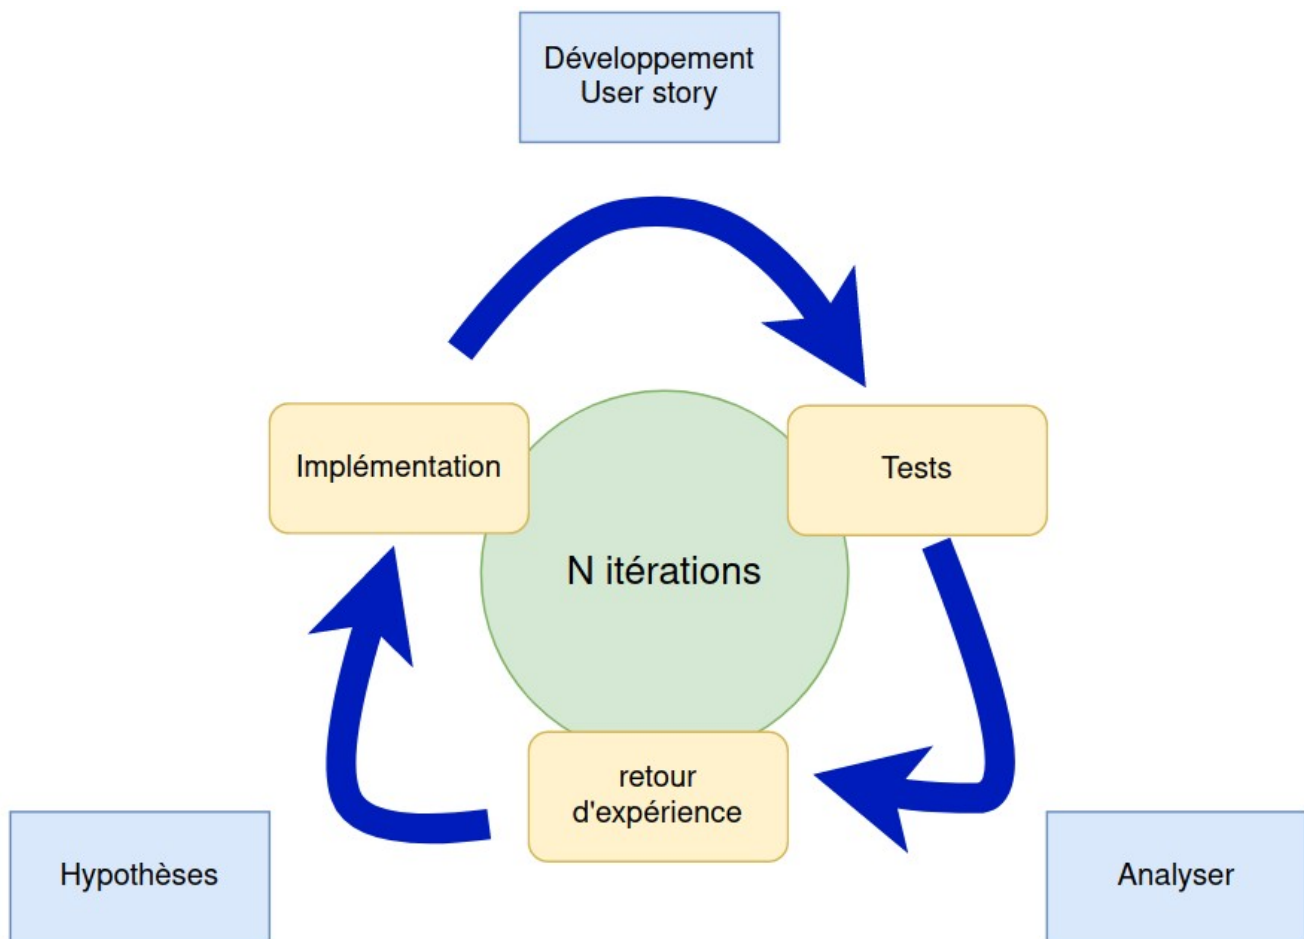 Développement
User story
Implémentation
Tests
N itérations
retour
d'expérience
Hypothèses
Analyser